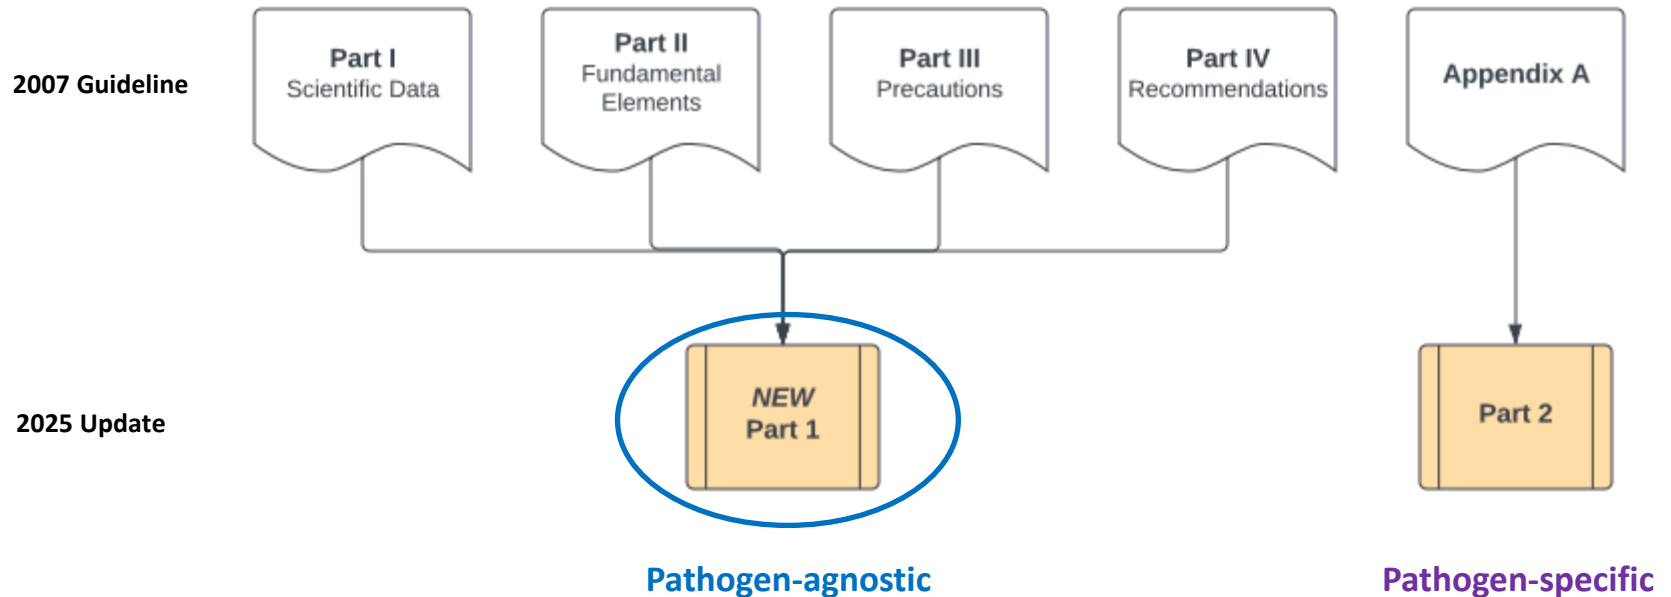 2007 Guideline
Part I
Scientific Data
Part II
Fundamental
Elements
Part III
Precautions
Part IV
Recommendations
Appendix A
2025 Update
NEW
Part 1
Part 2
Pathogen-agnostic
Pathogen-specific